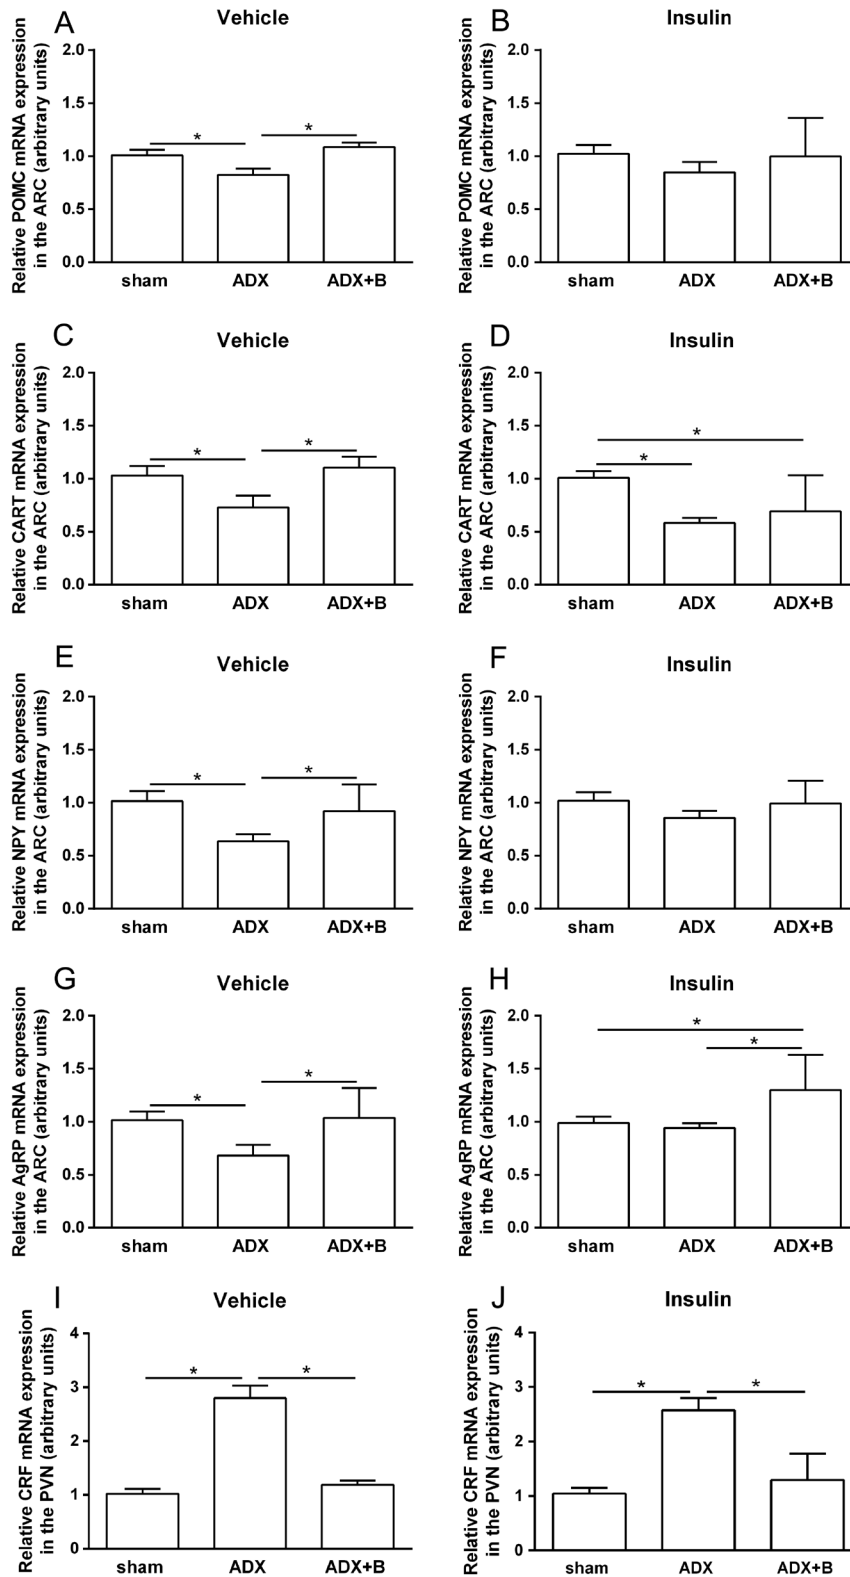 A
Vehicle
Relative POMC mRNA expression
in the ARC (arbitrary units)
2.0
1.5
*
*
1.0
0.5
0.0
sham ADX ADX+B
B
Insulin
Relative POMC mRNA expression
in the ARC (arbitrary units)
2.0
1.5
1.0
0.5
0.0
sham ADX ADX+B
C
Vehicle
Relative CART mRNA expression
in the ARC (arbitrary units)
2.0
1.5
*
*
1.0
0.5
0.0
sham ADX ADX+B
D
Insulin
Relative CART mRNA expression
in the ARC (arbitrary units)
2.0
1.5
*
*
1.0
0.5
0.0
sham ADX ADX+B
E
Vehicle
Relative NPY mRNA expression
in the ARC (arbitrary units)
2.0
1.5
*
*
1.0
0.5
0.0
sham ADX ADX+B
F
Insulin
Relative NPY mRNA expression
in the ARC (arbitrary units)
2.0
1.5
1.0
0.5
0.0
sham ADX ADX+B
G
Vehicle
Relative AgRP mRNA expression
in the ARC (arbitrary units)
2.0
1.5
*
*
1.0
0.5
0.0
sham ADX ADX+B
H
Insulin
Relative AgRP mRNA expression
in the ARC (arbitrary units)
2.0
*
*
1.5
1.0
0.5
0.0
sham ADX ADX+B
I
Vehicle
Relative CRF mRNA expression
in the PVN (arbitrary units)
4
*
*
3
2
1
0
sham ADX ADX+B
J
Insulin
Relative CRF mRNA expression
in the PVN (arbitrary units)
4
*
*
3
2
1
0
sham ADX ADX+B